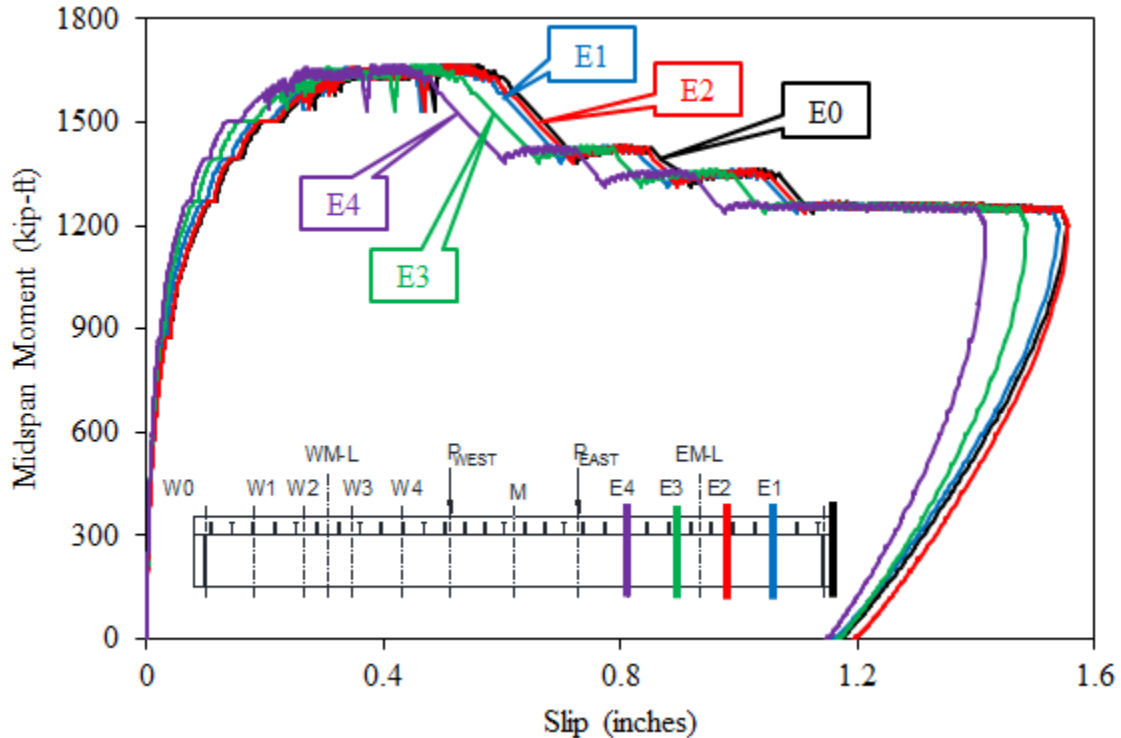 1800
1500
1200
900
600
300
0
Midspan Moment (kip-ft)
E1
E2
E0
E4
E3
WM-L
PWEST
PEAST
EM-L
W0
W1
W2
W3
W4
M
E4
E3
E2
E1
0
0.4
0.8
1.2
1.6
Slip (inches)